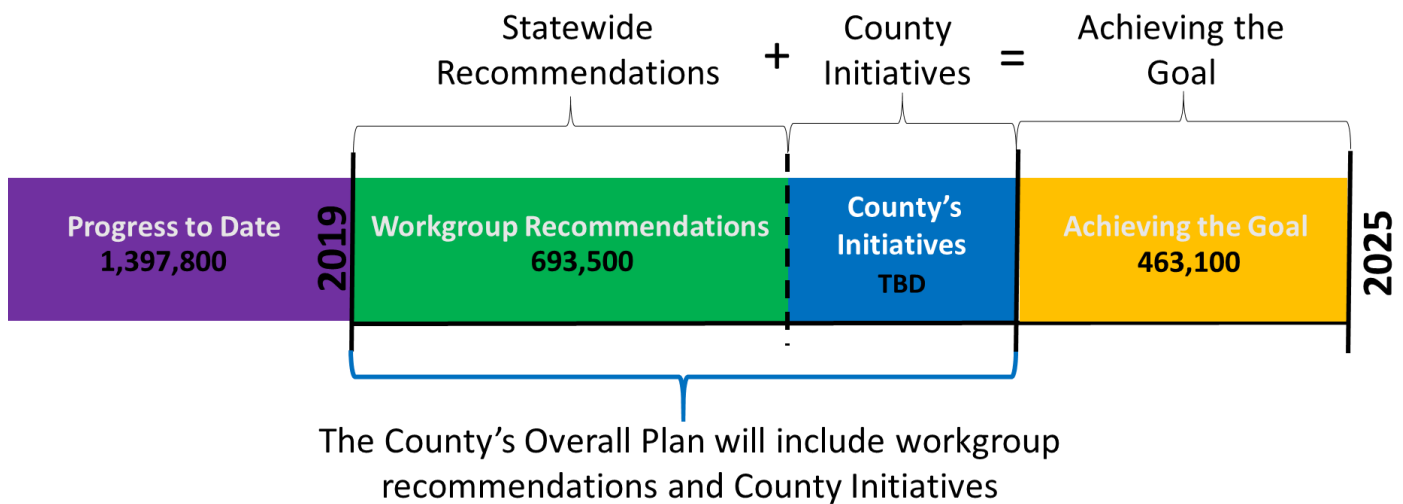 Statewide
Recommendations
+
County
Initiatives
=
Achieving the
Goal
Progress to Date
1,397,800
2019
Workgroup Recommendations
693,500
County's
Initiatives
TBD
Achieving the Goal
463,100
2025
The County's Overall Plan will include workgroup
recommendations and County Initiatives